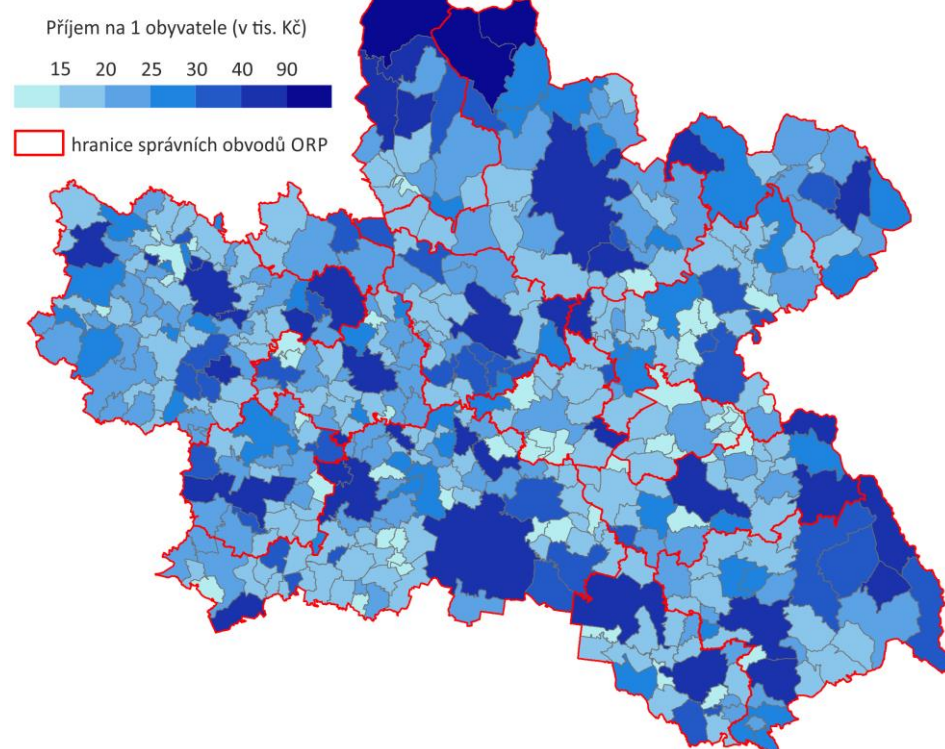 Příjem na 1 obyvatele (v tis. Kč)
15 20 25 30 40 90
hranice správních obvodů ORP